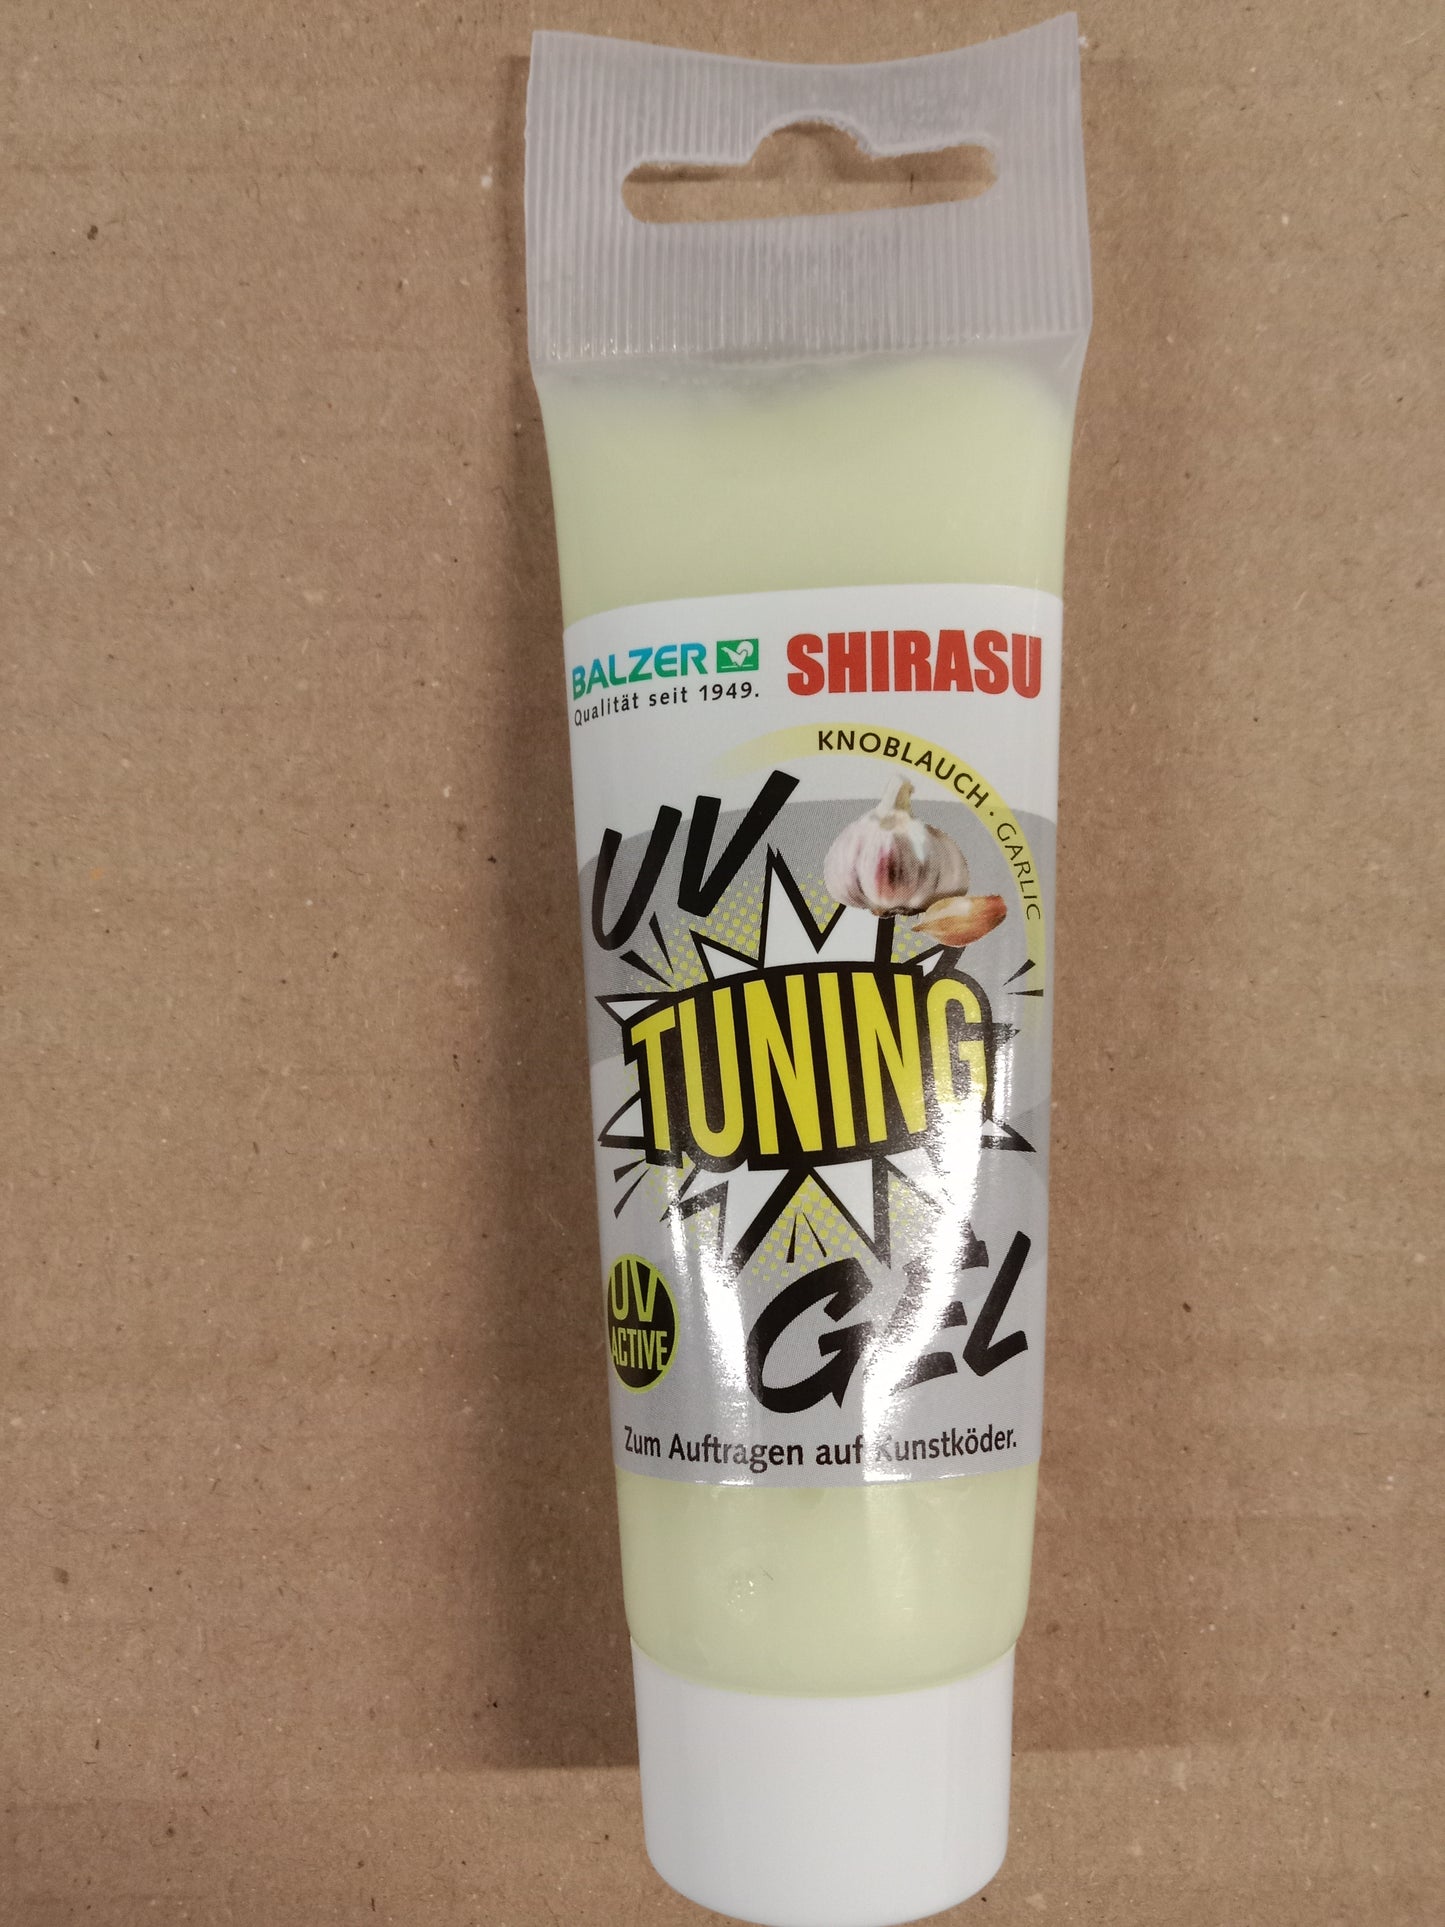 BALZER
Qualität seit 1949.
SHIRASU
KNOBLAUCH · GARLIC
UV
TUNING
GEL
UV
ACTIVE
Zum Auftragen auf Kunstköder.